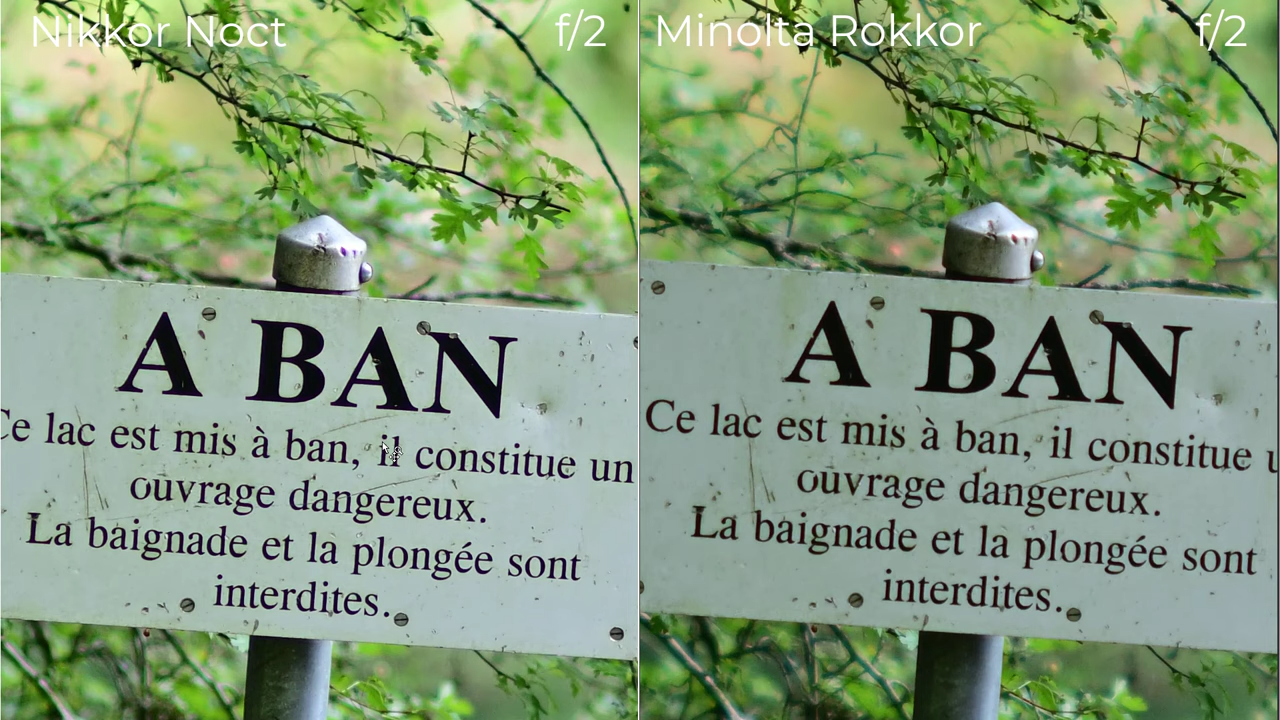 Nikkor Noct f/2
Minolta Rokkor f/2
A BAN
Ce lac est mis à ban, il constitue un
ouvrage dangereux.
La baignade et la plongée sont
interdites.
A BAN
Ce lac est mis à ban, il constitue
ouvrage dangereux.
La baignade et la plongée sont
interdites.